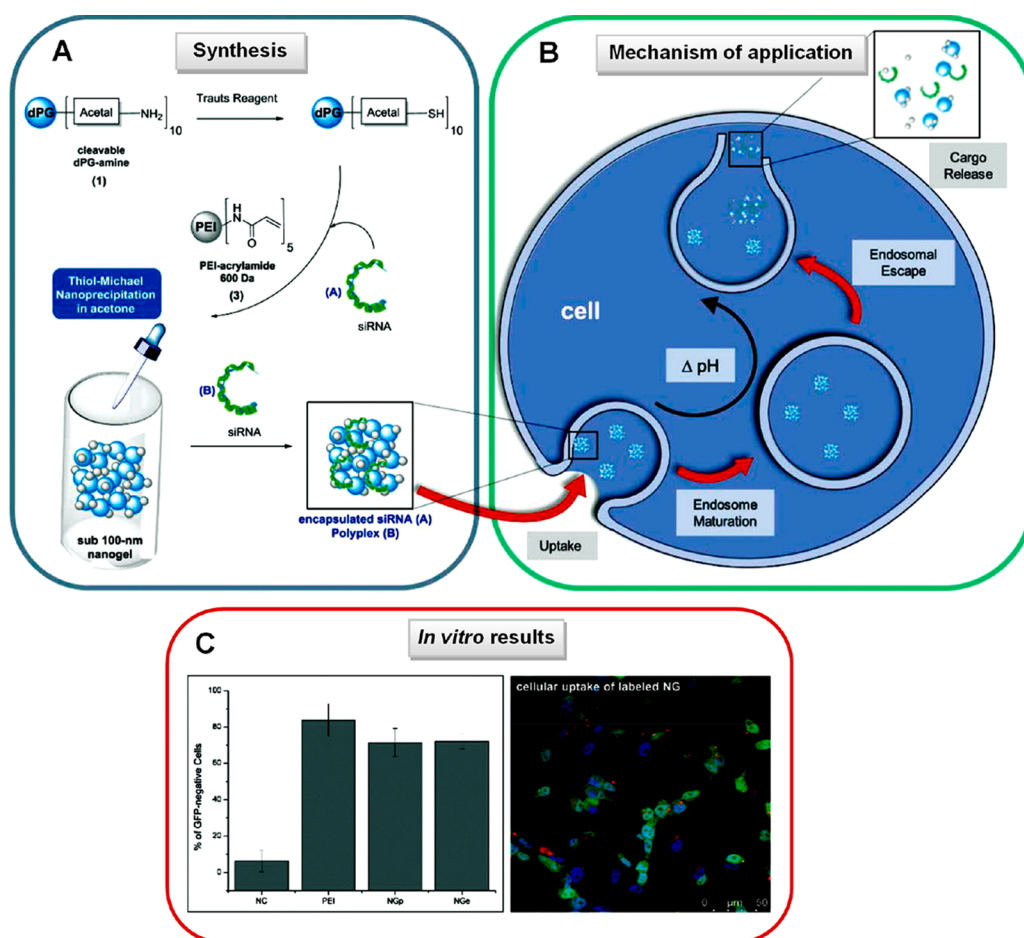 A
Synthesis
dPG
Acetal
NH₂
10
Trauts Reagent
dPG
Acetal
SH
10
cleavable
dPG-amine
(1)
PEI
H
N
O
5
PEI-acrylamide
600 Da
(3)
(A)
siRNA
Thiol-Michael
Nanoprecipitation
in acetone
(B)
siRNA
sub 100-nm
nanogel
encapsulated siRNA (A)
Polyplex (B)
B
Mechanism of application
Cargo
Release
Endosomal
Escape
cell
Δ pH
Endosome
Maturation
Uptake
C
In vitro results
% of GFP-negative Cells
100
80
60
40
20
0
NC
PEI
NGp
NGe
cellular uptake of labeled NG
0 µm 50